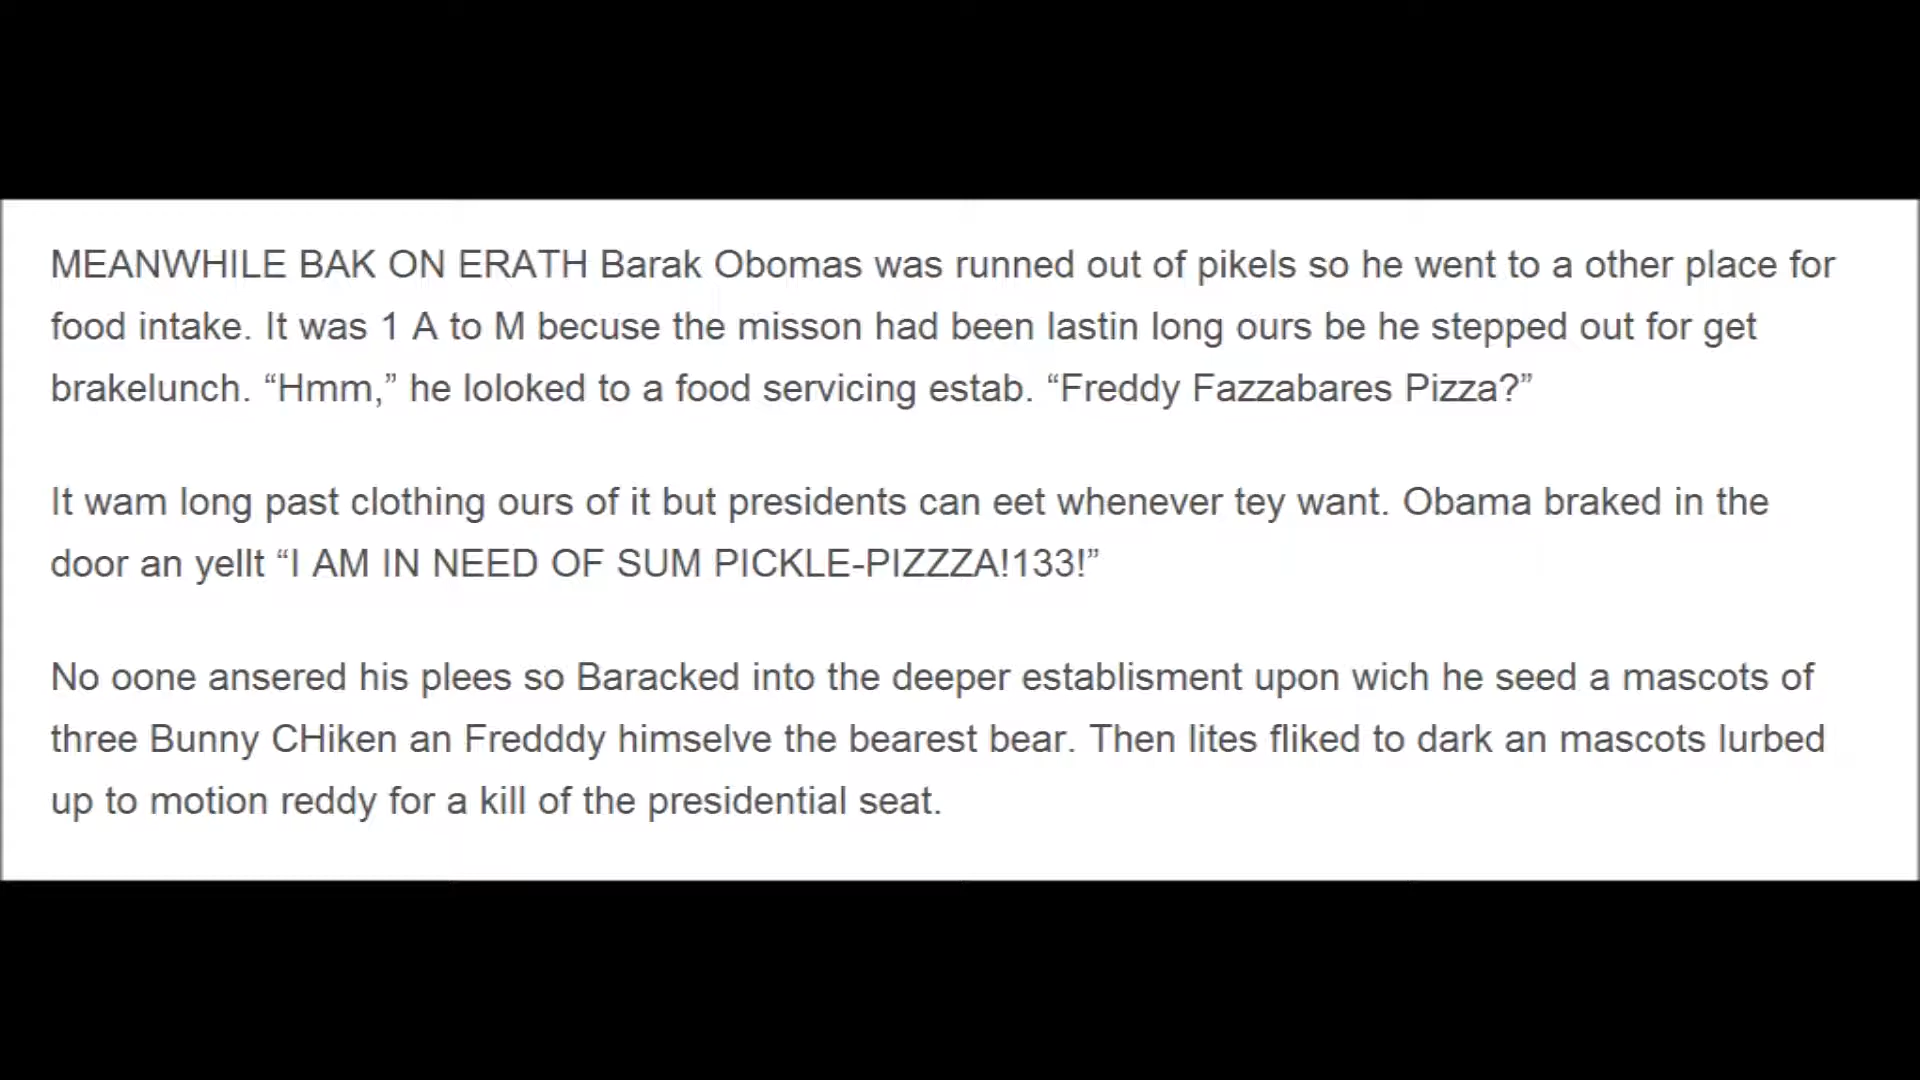 MEANWHILE BAK ON ERATH Barak Obomas was runned out of pikels so he went to a other place for
food intake. It was 1 A to M becuse the misson had been lastin long ours be he stepped out for get
brakelunch. “Hmm,” he loloked to a food servicing estab. “Freddy Fazzabares Pizza?”
It wam long past clothing ours of it but presidents can eet whenever tey want. Obama braked in the
door an yellt “I AM IN NEED OF SUM PICKLE-PIZZZA!133!”
No oone ansered his plees so Baracked into the deeper establisment upon wich he seed a mascots of
three Bunny CHiken an Fredddy himselve the bearest bear. Then lites fliked to dark an mascots lurbed
up to motion reddy for a kill of the presidential seat.